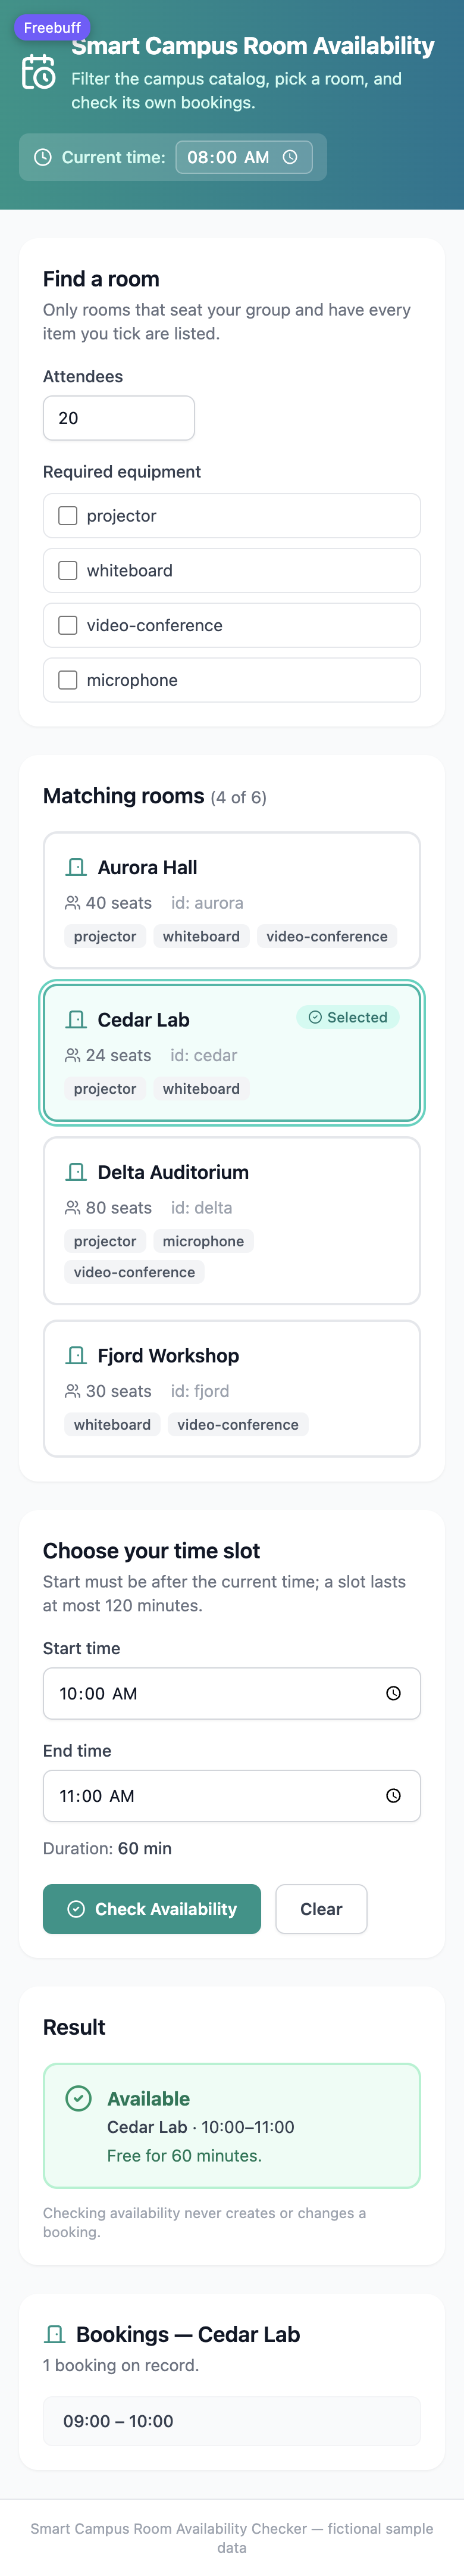 Freebuff
Smart Campus Room Availability
Filter the campus catalog, pick a room, and
check its own bookings.
Current time: 08:00 AM
Find a room
Only rooms that seat your group and have every
item you tick are listed.
Attendees
20
Required equipment
projector
whiteboard
video-conference
microphone
Matching rooms (4 of 6)
Aurora Hall
40 seats id: aurora
projector whiteboard video-conference
Cedar Lab Selected
24 seats id: cedar
projector whiteboard
Delta Auditorium
80 seats id: delta
projector microphone
video-conference
Fjord Workshop
30 seats id: fjord
whiteboard video-conference
Choose your time slot
Start must be after the current time; a slot lasts
at most 120 minutes.
Start time
10:00 AM
End time
11:00 AM
Duration: 60 min
Check Availability Clear
Result
Available
Cedar Lab · 10:00–11:00
Free for 60 minutes.
Checking availability never creates or changes a
booking.
Bookings — Cedar Lab
1 booking on record.
09:00 – 10:00
Smart Campus Room Availability Checker — fictional sample
data